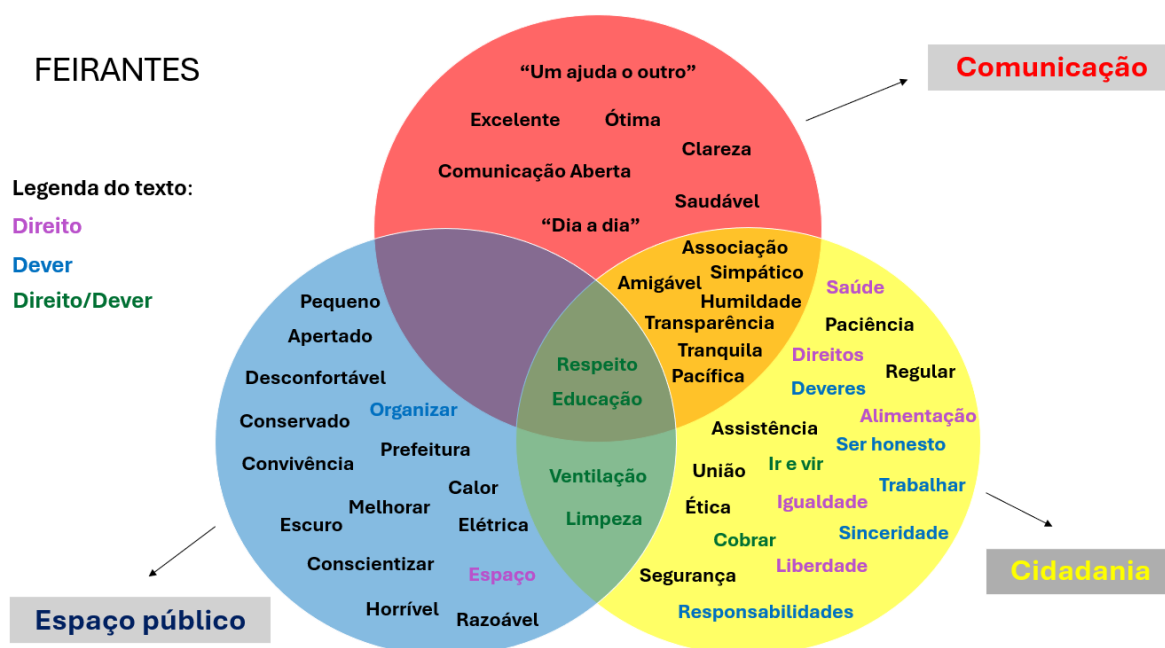 FEIRANTES
Comunicação
Legenda do texto:
Direito
Dever
Direito/Dever
“Um ajuda o outro”
Excelente
Ótima
Clareza
Comunicação Aberta
Saudável
“Dia a dia”
Associação
Simpático
Amigável
Humildade
Transparência
Tranquila
Pacífica
Respeito
Educação
Ventilação
Limpeza
Pequeno
Apertado
Desconfortável
Organizar
Conservado
Prefeitura
Convivência
Calor
Melhorar
Escuro
Elétrica
Conscientizar
Espaço
Horrível
Razoável
Saúde
Paciência
Direitos
Regular
Deveres
Alimentação
Assistência
Ser honesto
Ir e vir
União
Trabalhar
Igualdade
Ética
Sinceridade
Cobrar
Liberdade
Segurança
Responsabilidades
Cidadania
Espaço público